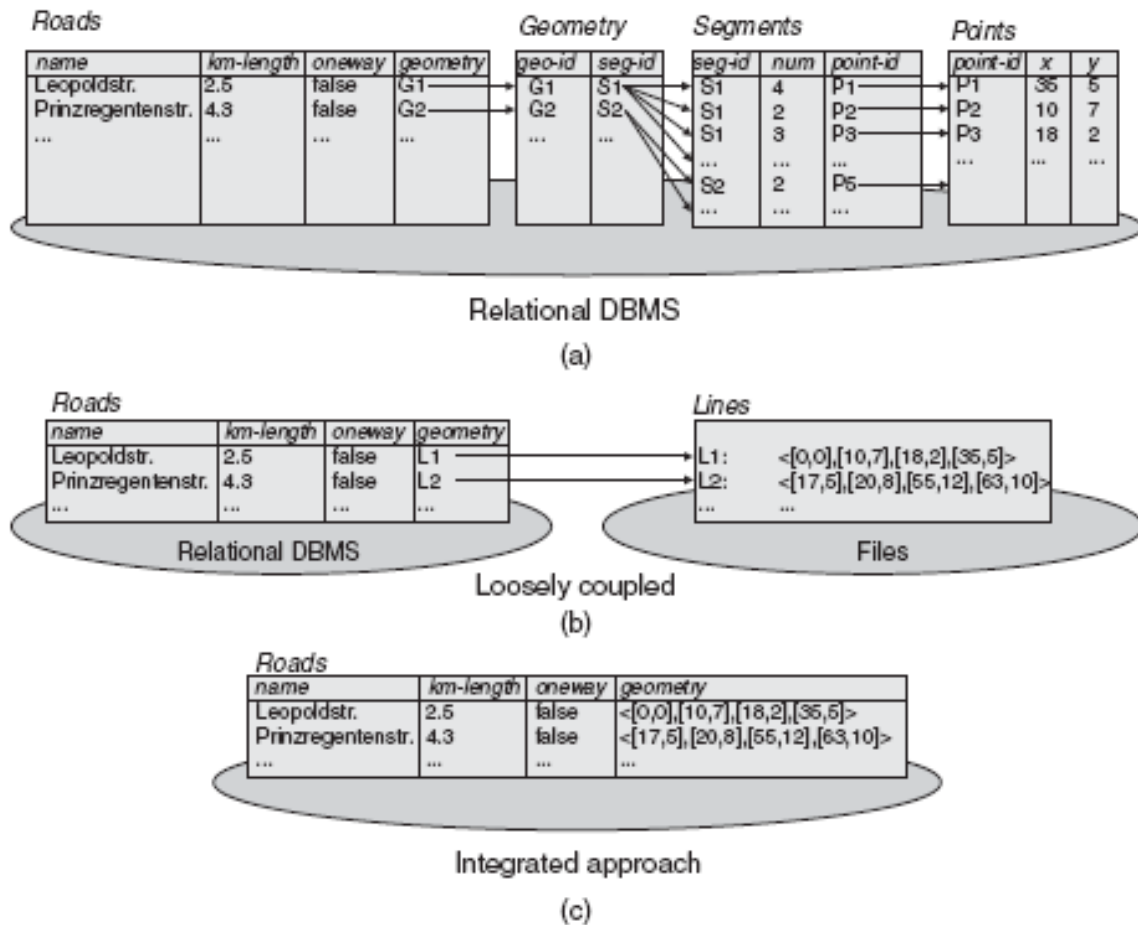 Roads Geometry Segments Points
name km-length oneway geometry geo-id seg-id seg-id num point-id point-id x y
Leopoldstr. 2.5 false G1 G1 S1 S1 4 P1 P1 35 5
Prinzregentenstr. 4.3 false G2 G2 S2 S1 2 P2 P2 10 7
... ... ... ... ... ... S1 3 P3 P3 18 2
... ... ... ... ... ...
S2 2 P5
... ... ...
Relational DBMS
(a)
Roads Lines
name km-length oneway geometry
Leopoldstr. 2.5 false L1 L1: <[0,0],[10,7],[18,2],[35,5]>
Prinzregentenstr. 4.3 false L2 L2: <[17,5],[20,8],[55,12],[63,10]>
... ... ... ... ... ...
Relational DBMS Files
Loosely coupled
(b)
Roads
name km-length oneway geometry
Leopoldstr. 2.5 false <[0,0],[10,7],[18,2],[35,5]>
Prinzregentenstr. 4.3 false <[17,5],[20,8],[55,12],[63,10]>
... ... ... ...
Integrated approach
(c)